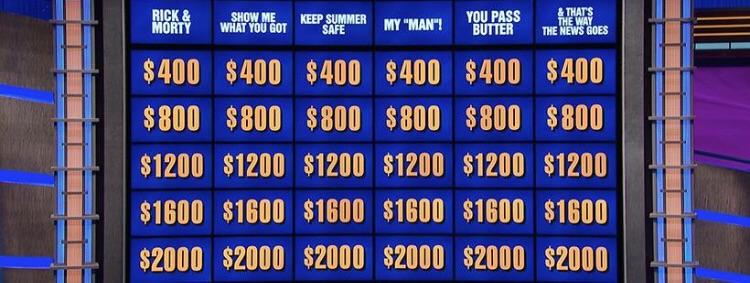 RICK &
MORTY
SHOW ME
WHAT YOU GOT
KEEP SUMMER
SAFE
MY "MAN"!
YOU PASS
BUTTER
& THAT'S
THE WAY
THE NEWS GOES
$400 $400 $400 $400 $400 $400
$800 $800 $800 $800 $800 $800
$1200 $1200 $1200 $1200 $1200 $1200
$1600 $1600 $1600 $1600 $1600 $1600
$2000 $2000 $2000 $2000 $2000 $2000